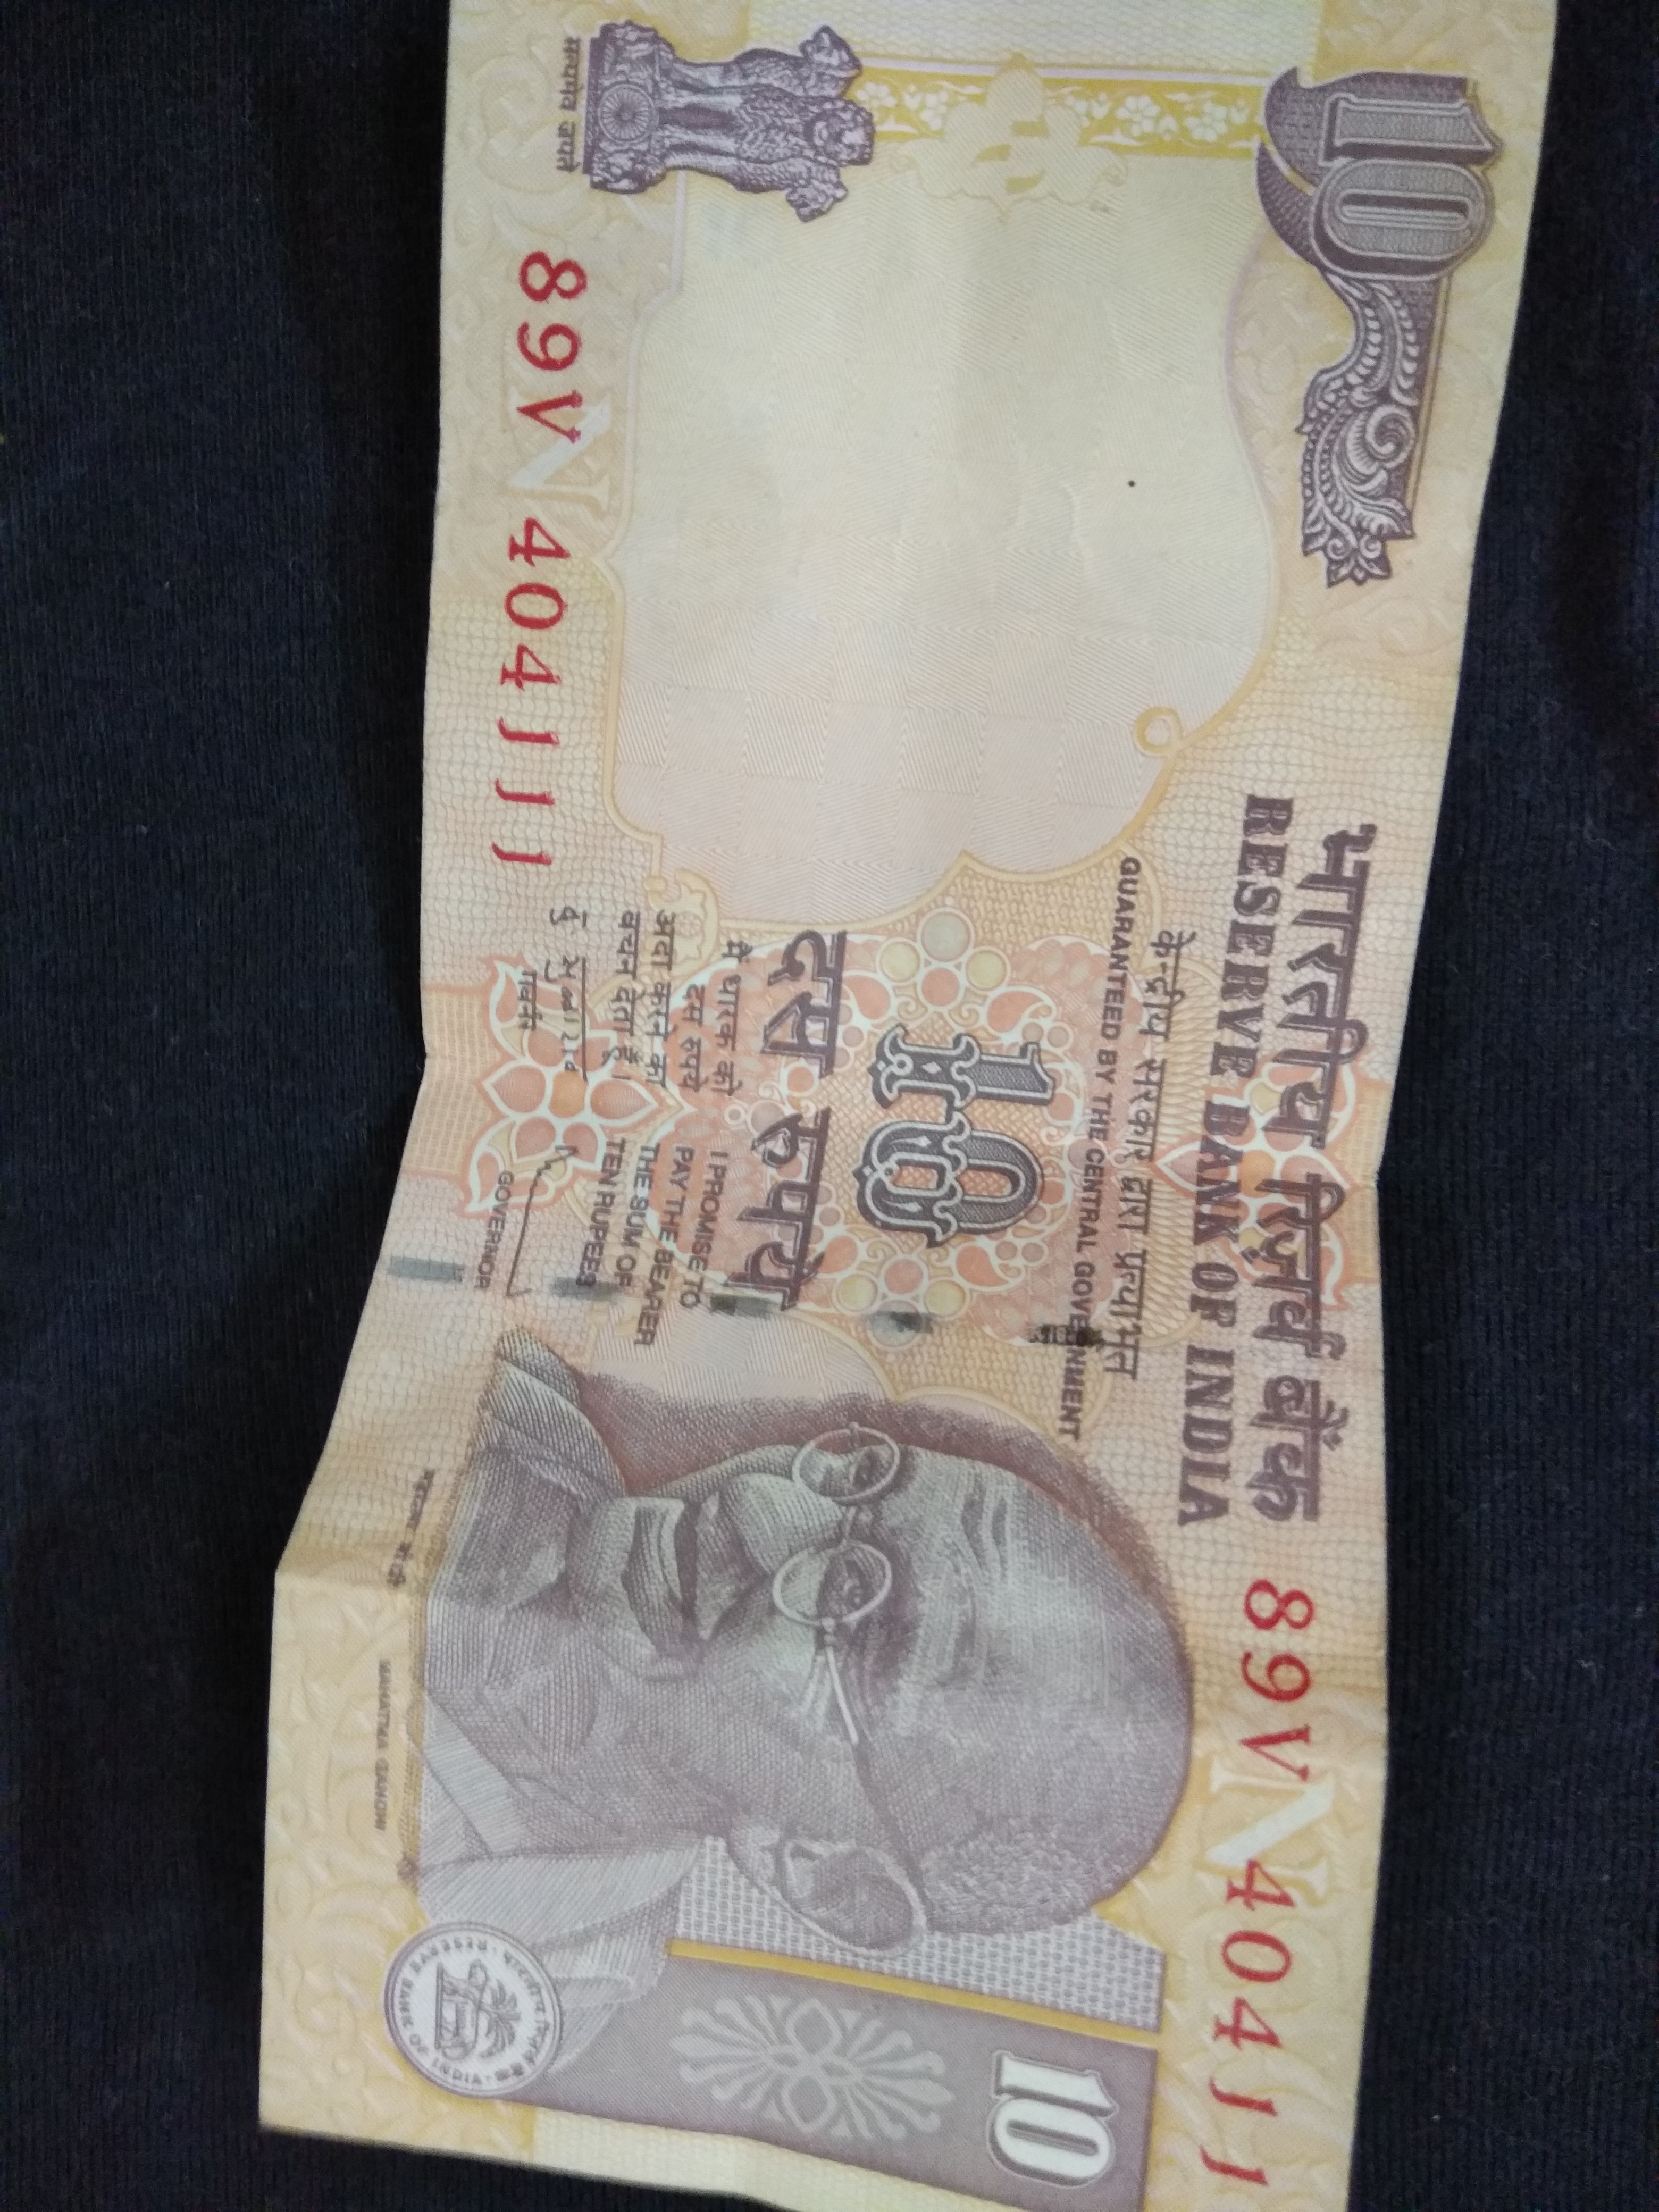 भारतीय रिज़र्व बैंक
RESERVE BANK OF INDIA
केन्द्रीय सरकार द्वारा प्रत्याभूत
GUARANTEED BY THE CENTRAL GOVERNMENT
10
89V 404111
10
दस रुपये
मैं धारक को
दस रुपये
अदा करने का
वचन देता हूँ।
I PROMISE TO
PAY THE BEARER
THE SUM OF
TEN RUPEES
गवर्नर
GOVERNOR
सत्यमेव जयते
89V 404111
महात्मा गांधी
MAHATMA GANDHI
10
भारतीय रिज़र्व बैंक
RESERVE BANK OF INDIA